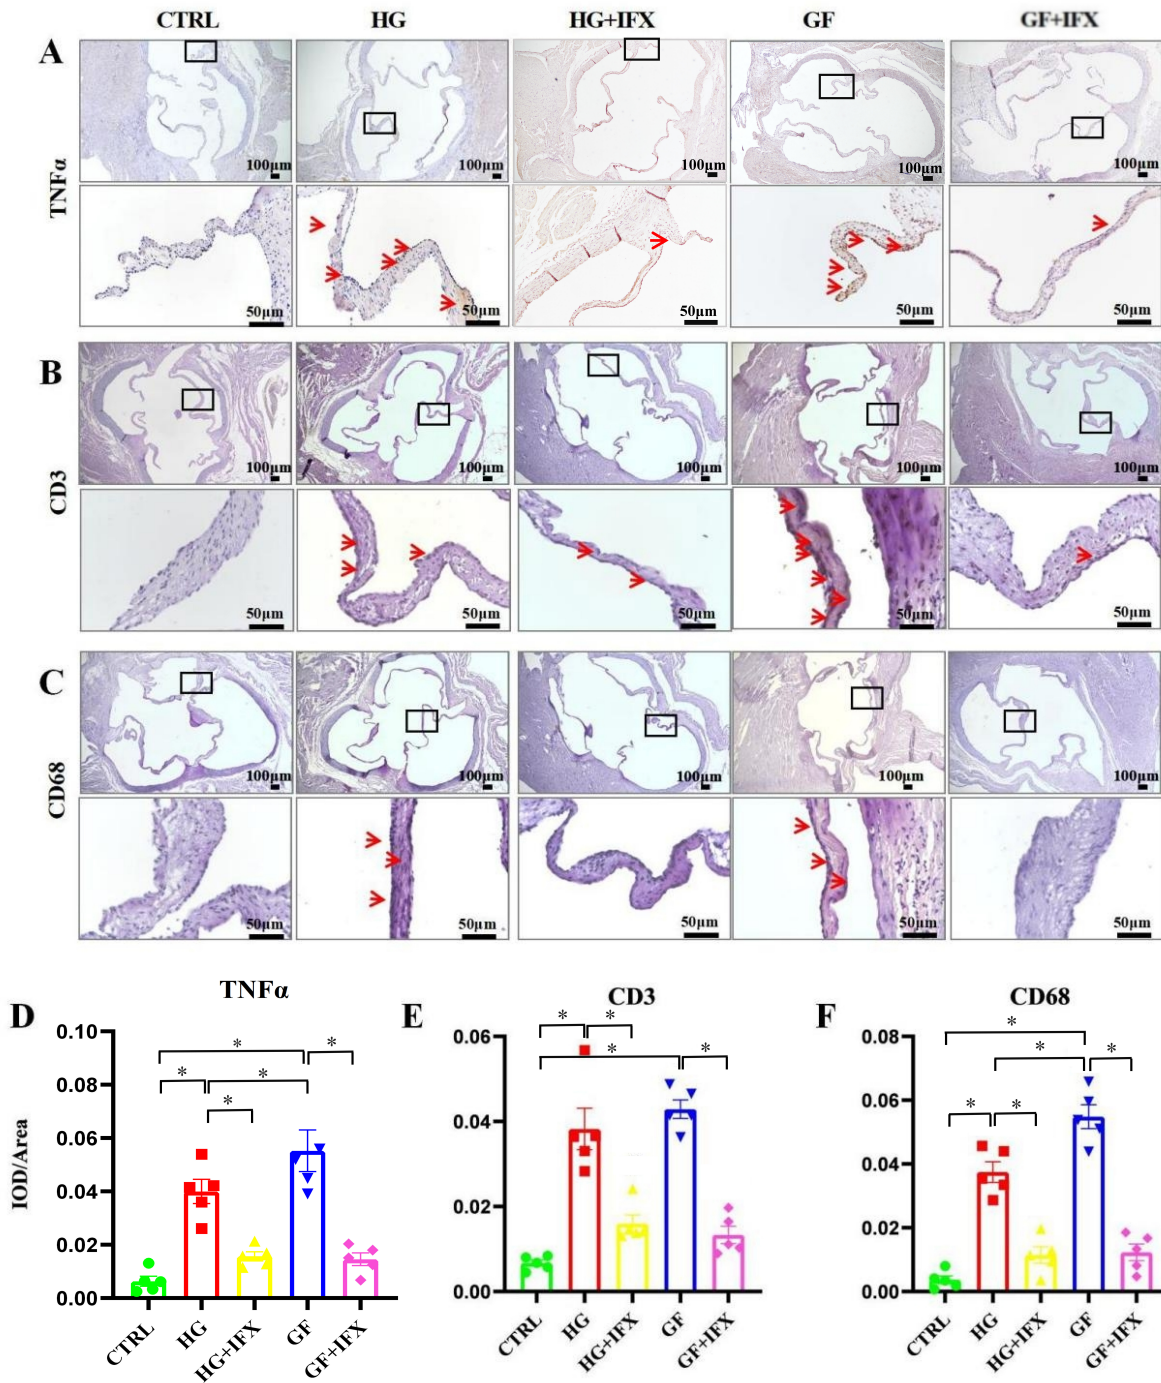 CTRL HG HG+IFX GF GF+IFX
A
TNFα
100μm 100μm 100μm 100μm 100μm
50μm 50μm 50μm 50μm 50μm
B
CD3
100μm 100μm 100μm 100μm 100μm
50μm 50μm 50μm 50μm 50μm
C
CD68
100μm 100μm 100μm 100μm 100μm
50μm 50μm 50μm 50μm 50μm
D
TNFα
IOD/Area
0.10
0.08
0.06
0.04
0.02
0.00
* * * * *
CTRL HG HG+IFX GF GF+IFX
E
CD3
0.06
0.04
0.02
0.00
* * * *
CTRL HG HG+IFX GF GF+IFX
F
CD68
0.08
0.06
0.04
0.02
0.00
* * * * *
CTRL HG HG+IFX GF GF+IFX